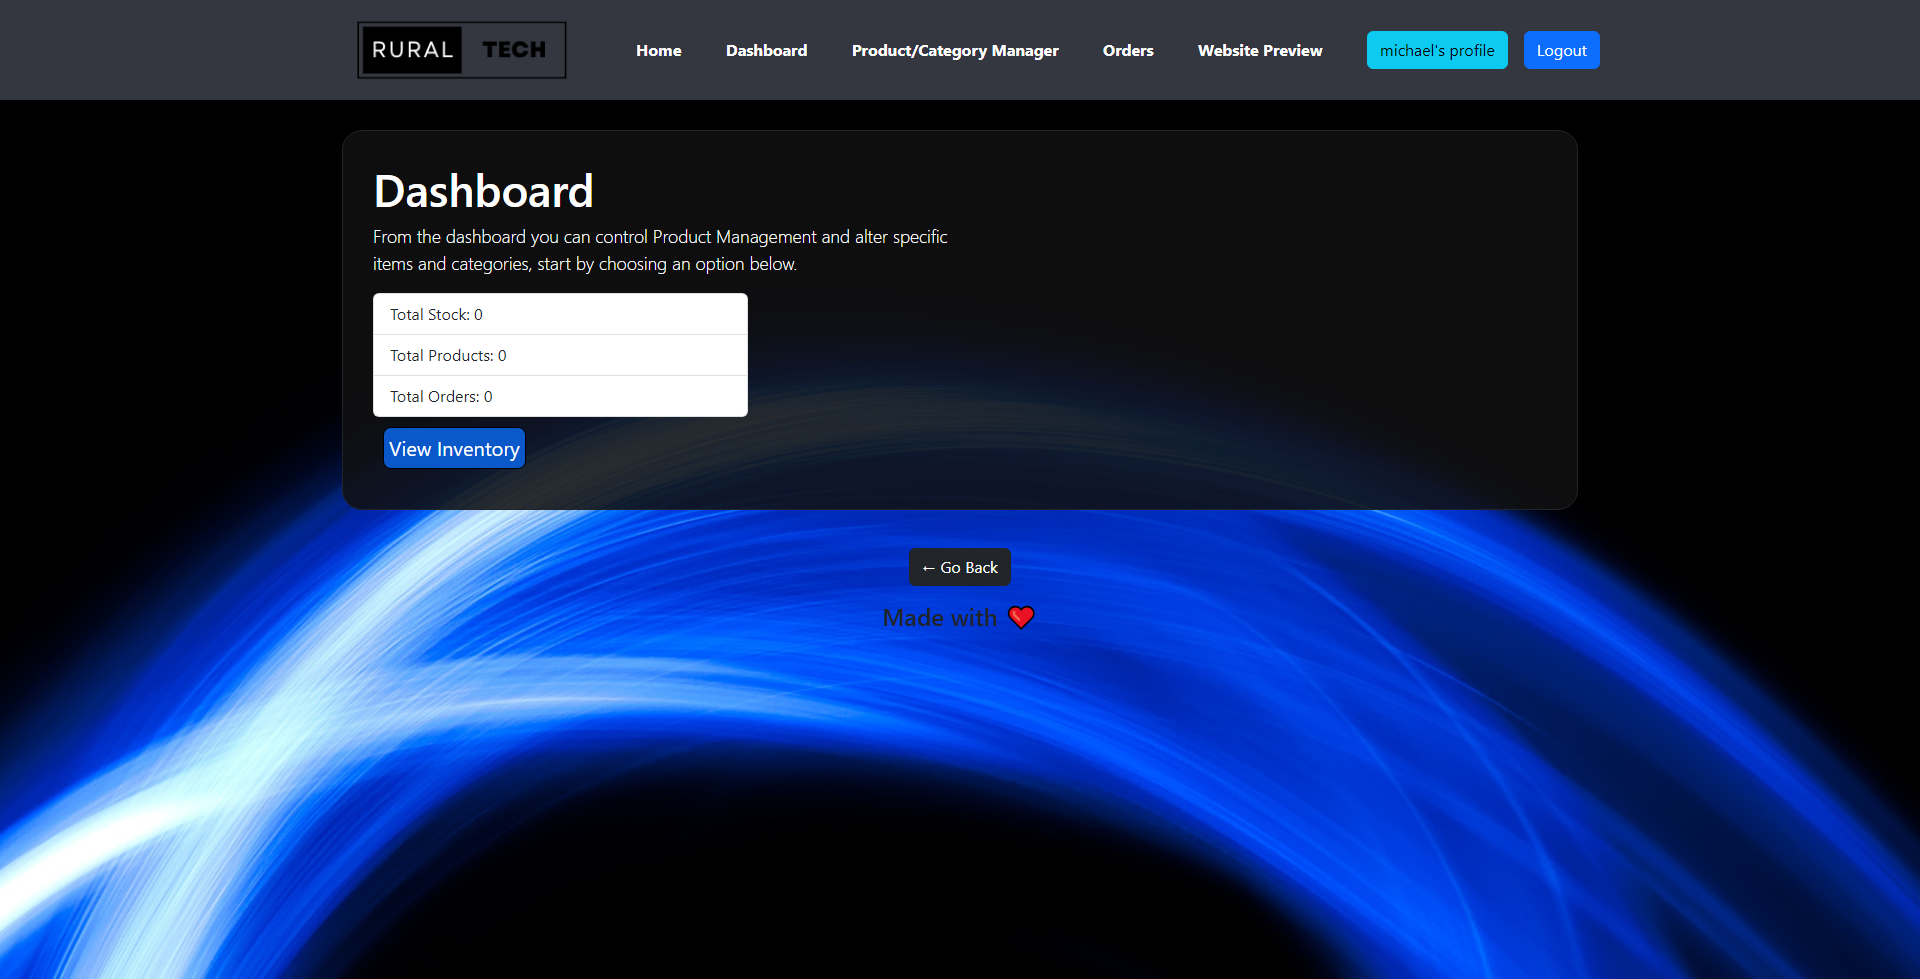 RURAL TECH
Home
Dashboard
Product/Category Manager
Orders
Website Preview
michael's profile
Logout
Dashboard
From the dashboard you can control Product Management and alter specific
items and categories, start by choosing an option below.
Total Stock: 0
Total Products: 0
Total Orders: 0
View Inventory
← Go Back
Made with ❤️